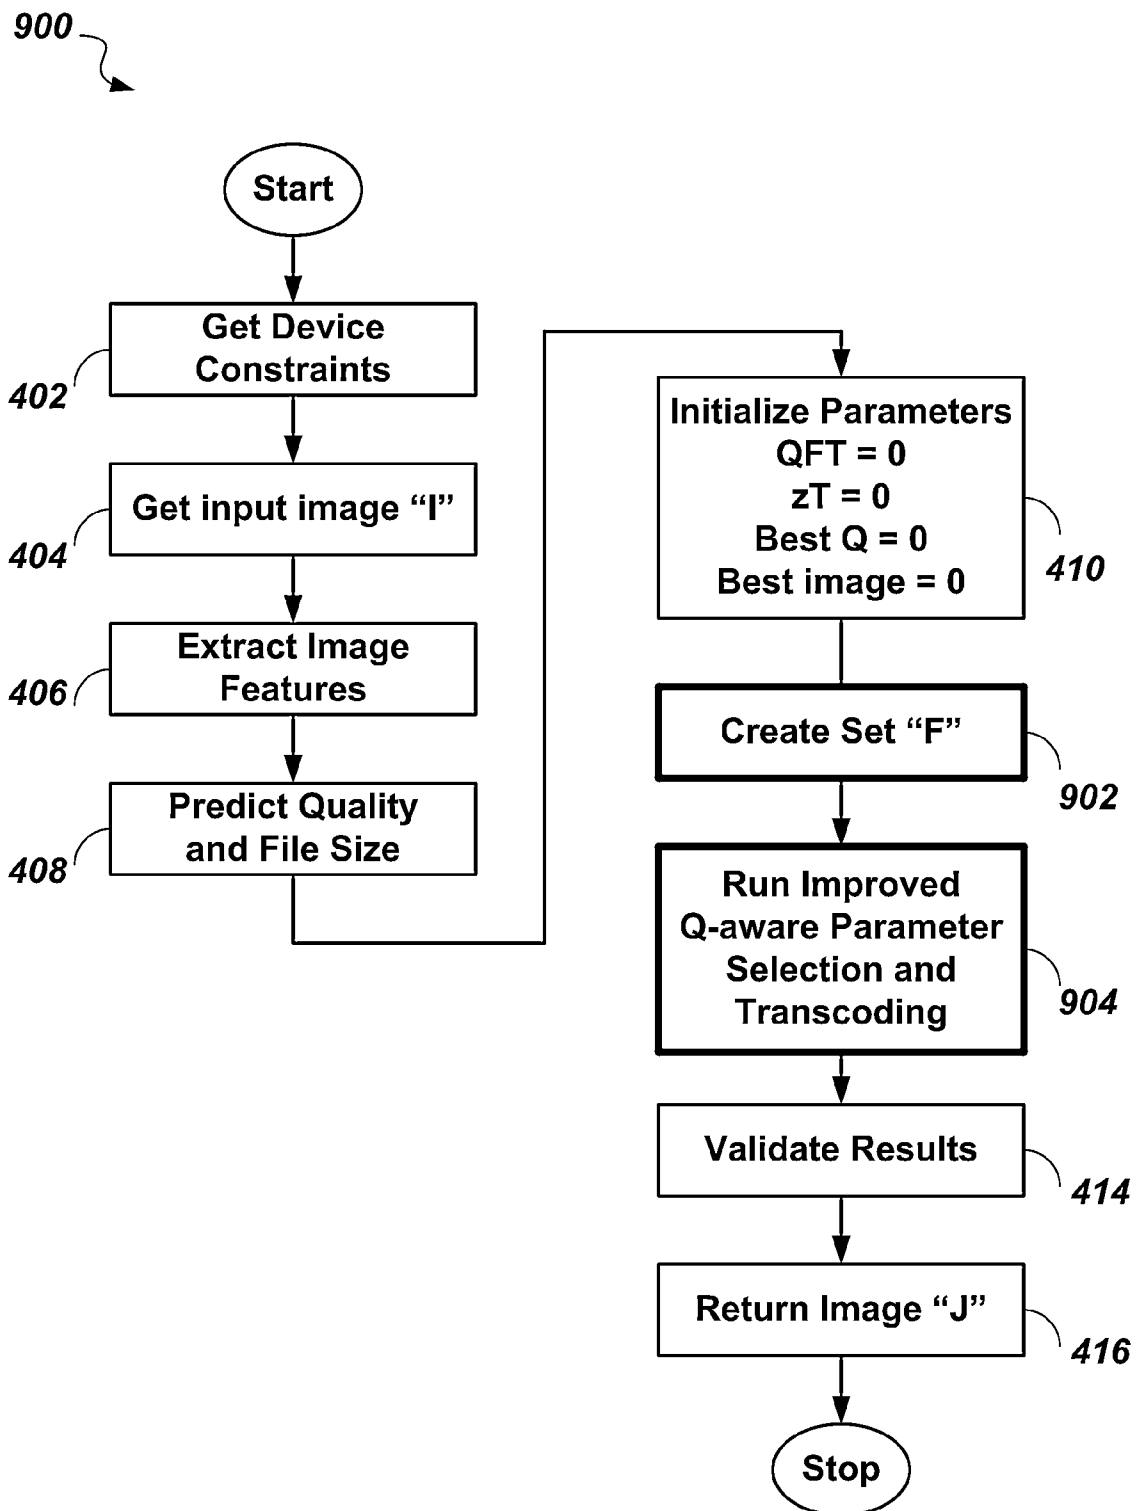 900
Start
Get Device
Constraints
402
Get input image “I”
404
Extract Image
Features
406
Predict Quality
and File Size
408
Initialize Parameters
QFT = 0
zT = 0
Best Q = 0
Best image = 0
410
Create Set “F”
902
Run Improved
Q-aware Parameter
Selection and
Transcoding
904
Validate Results
414
Return Image “J”
416
Stop